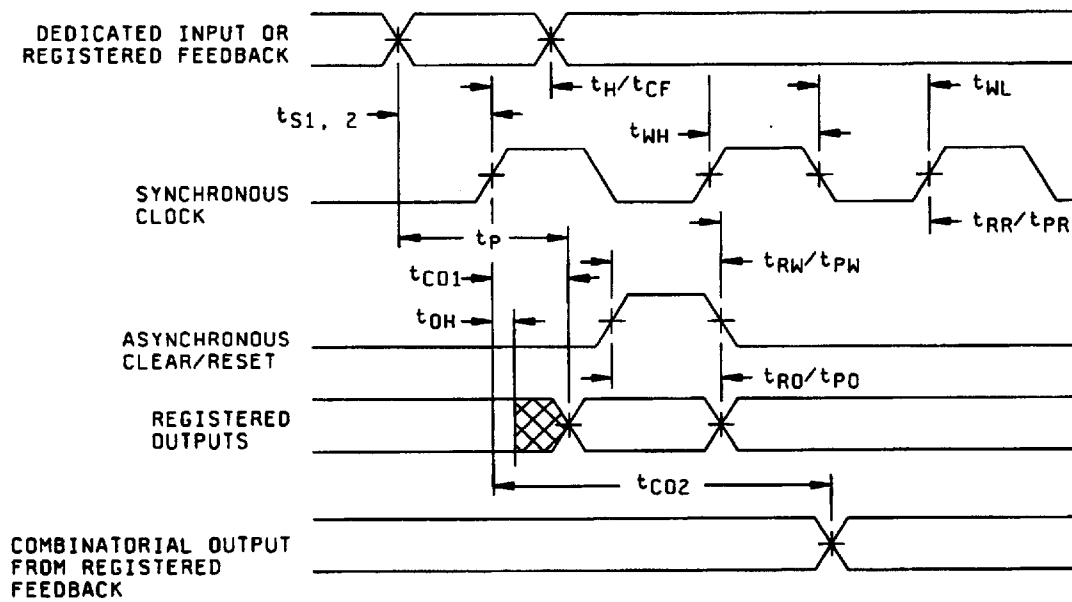 DEDICATED INPUT OR
REGISTERED FEEDBACK
tH/tCF
tWL
tS1, 2
tWH
SYNCHRONOUS
CLOCK
tRR/tPR
tP
tRW/tPW
tCO1
tOH
ASYNCHRONOUS
CLEAR/RESET
tRO/tPO
REGISTERED
OUTPUTS
tCO2
COMBINATORIAL OUTPUT
FROM REGISTERED
FEEDBACK